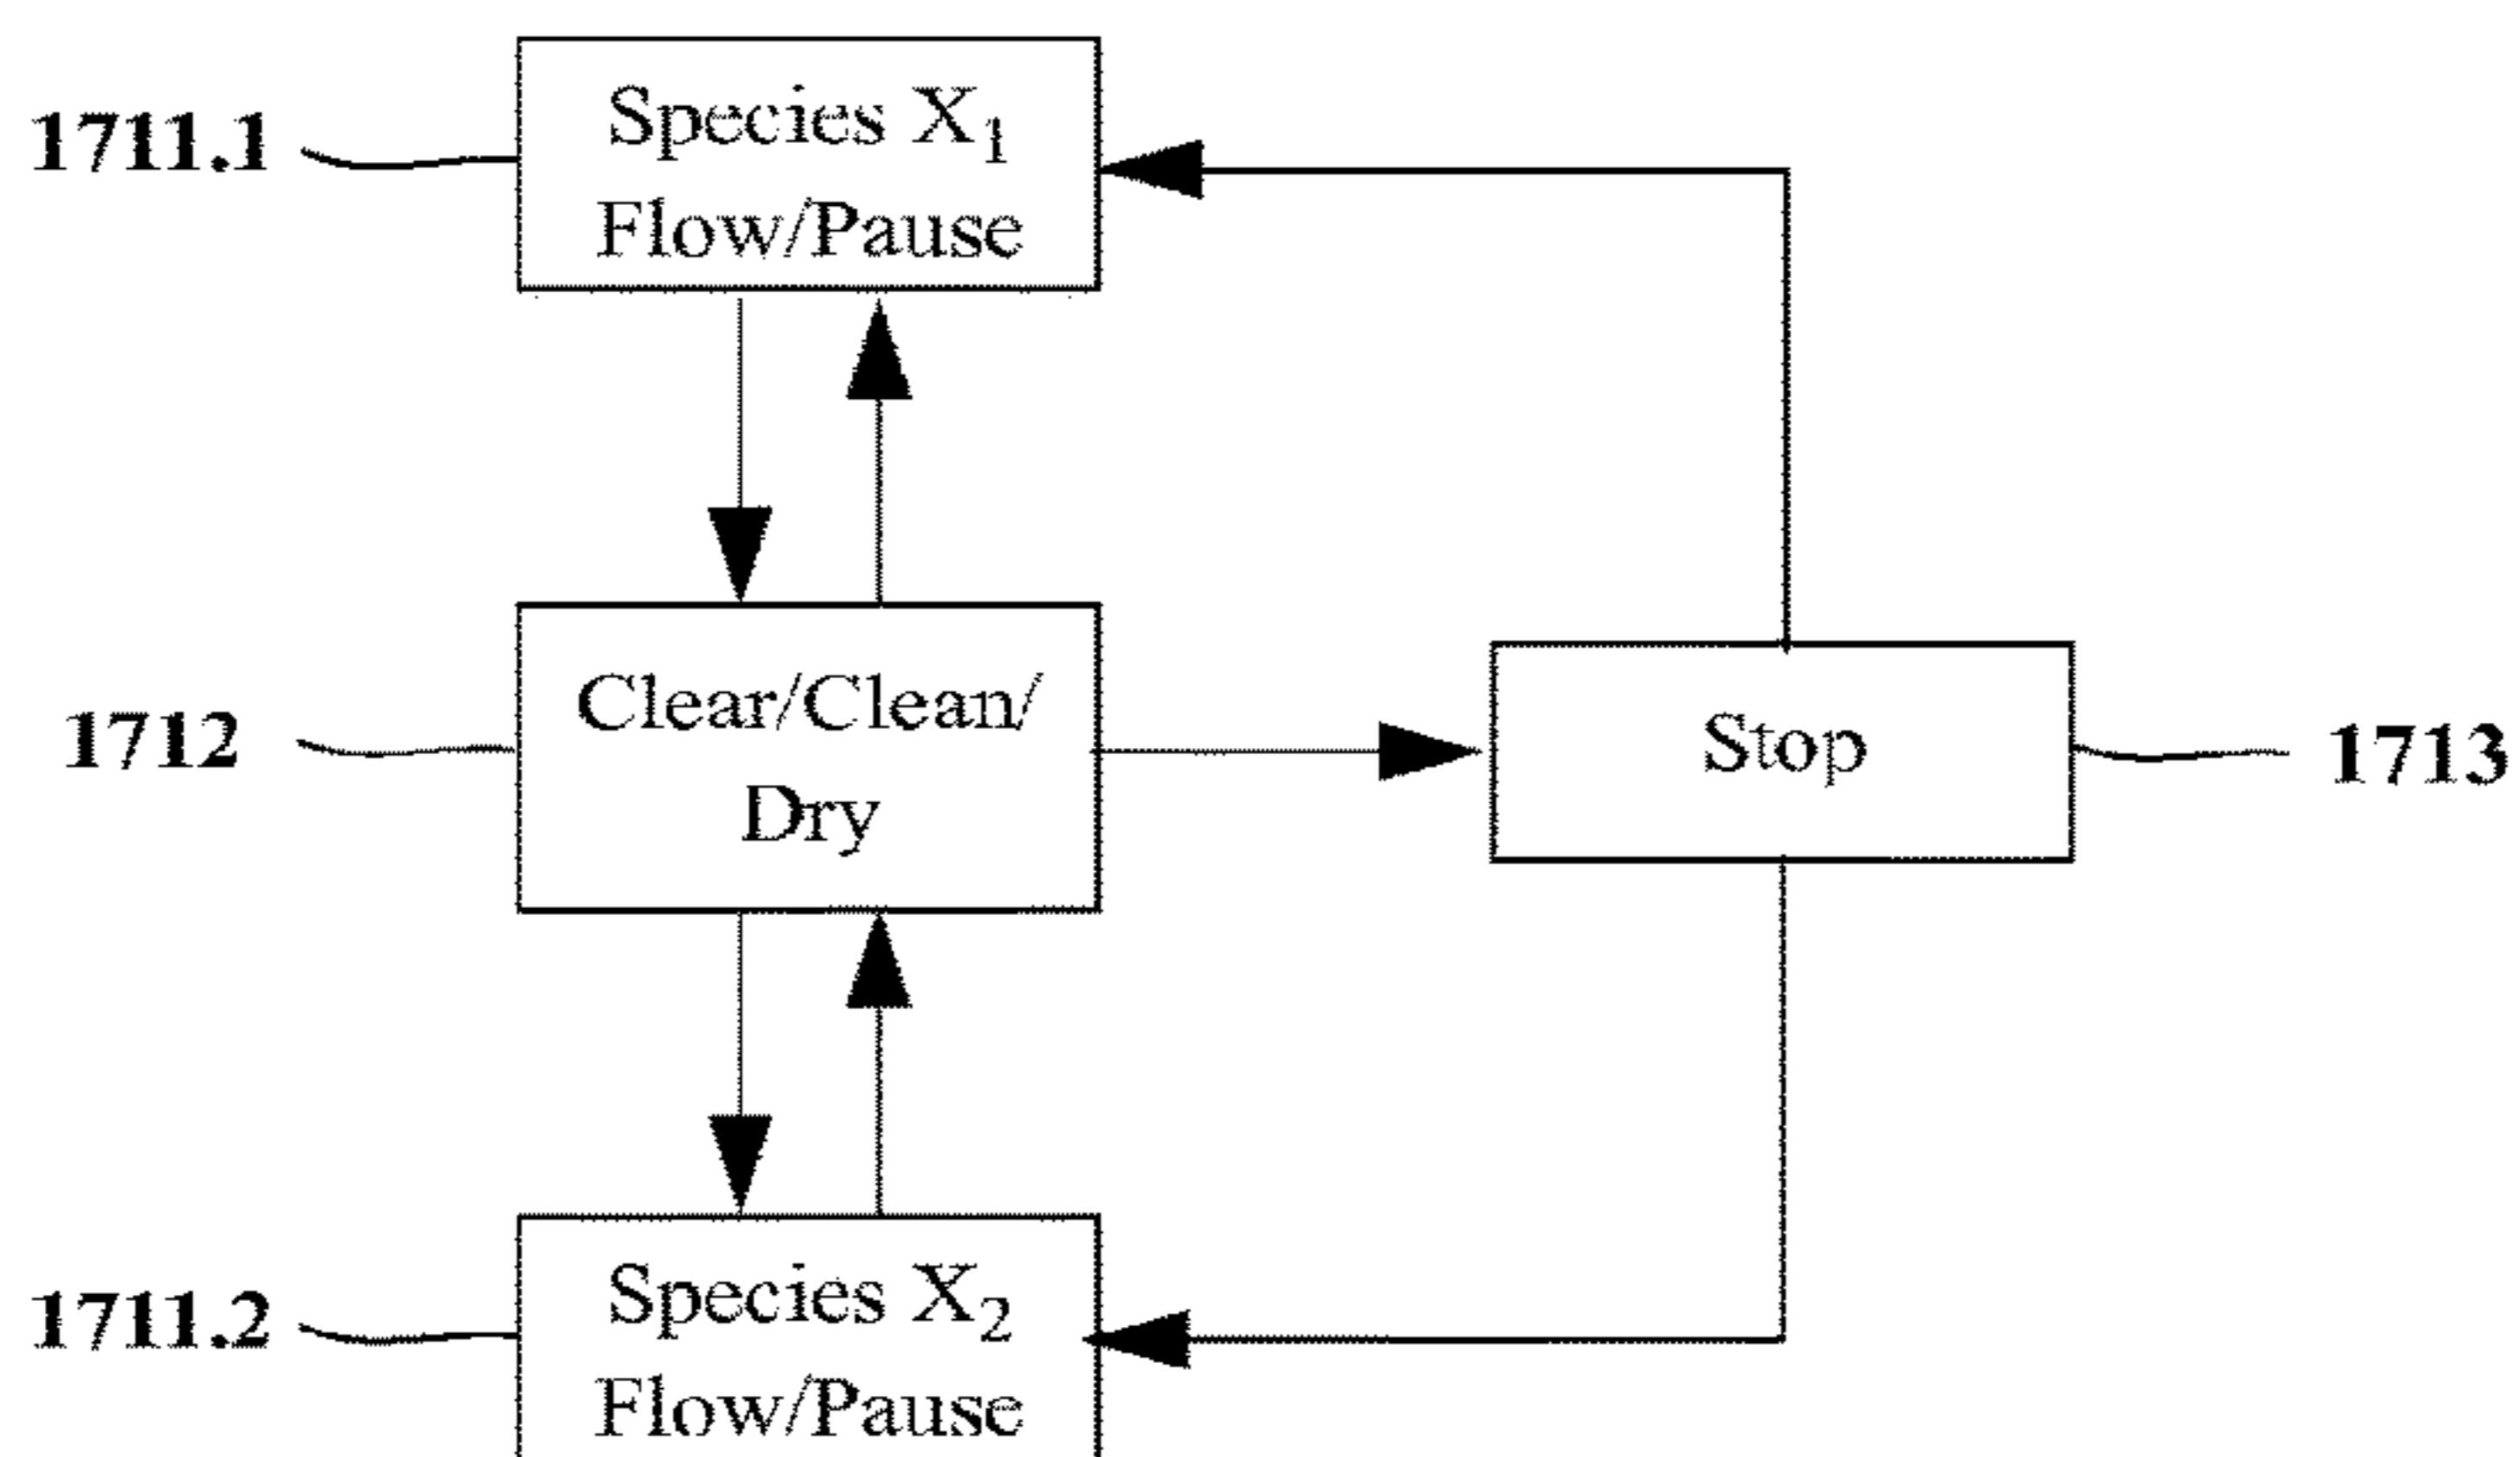 1711.1
Species X₁
Flow/Pause
1712
Clear/Clean/
Dry
Stop
1713
1711.2
Species X₂
Flow/Pause